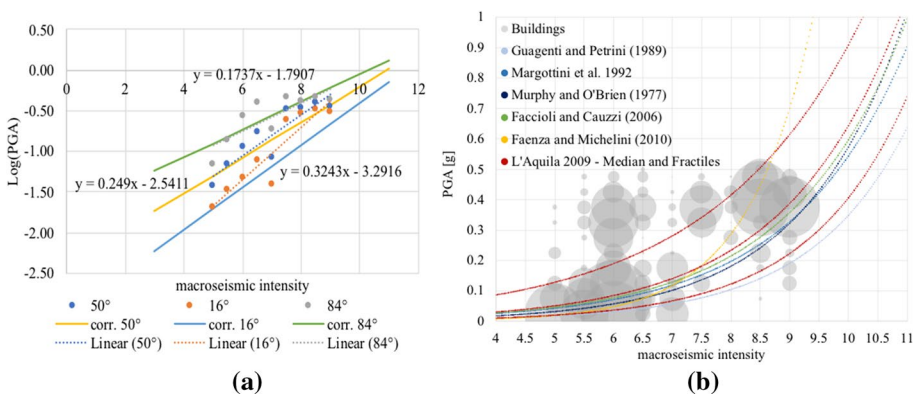 0.50
0.00
-0.50
-1.00
-1.50
-2.00
-2.50
0 2 4 6 8 10 12
Log(PGA)
y = 0.1737x - 1.7907
y = 0.249x - 2.5411
y = 0.3243x - 3.2916
macroseismic intensity
50° 16° 84°
corr. 50° corr. 16° corr. 84°
Linear (50°) Linear (16°) Linear (84°)
(a)
1
0.9
0.8
0.7
0.6
0.5
0.4
0.3
0.2
0.1
0
PGA [g]
Buildings
Guagenti and Petrini (1989)
Margottini et al. 1992
Murphy and O'Brien (1977)
Faccioli and Cauzzi (2006)
Faenza and Michelini (2010)
L'Aquila 2009 - Median and Fractiles
4 4.5 5 5.5 6 6.5 7 7.5 8 8.5 9 9.5 10 10.5 11
macroseismic intensity
(b)